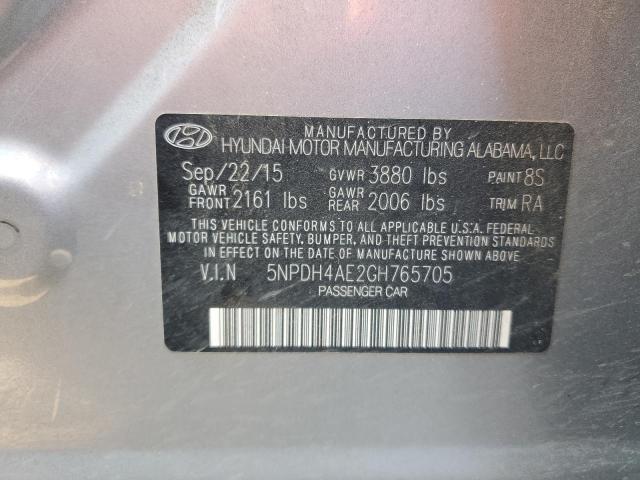 MANUFACTURED BY
HYUNDAI MOTOR MANUFACTURING ALABAMA, LLC
Sep/22/15 GVWR 3880 lbs PAINT 8S
GAWR FRONT 2161 lbs GAWR REAR 2006 lbs TRIM RA
THIS VEHICLE CONFORMS TO ALL APPLICABLE U.S.A. FEDERAL
MOTOR VEHICLE SAFETY, BUMPER, AND THEFT PREVENTION STANDARDS
IN EFFECT ON THE DATE OF MANUFACTURE SHOWN ABOVE.
V.I.N 5NPDH4AE2GH765705
PASSENGER CAR